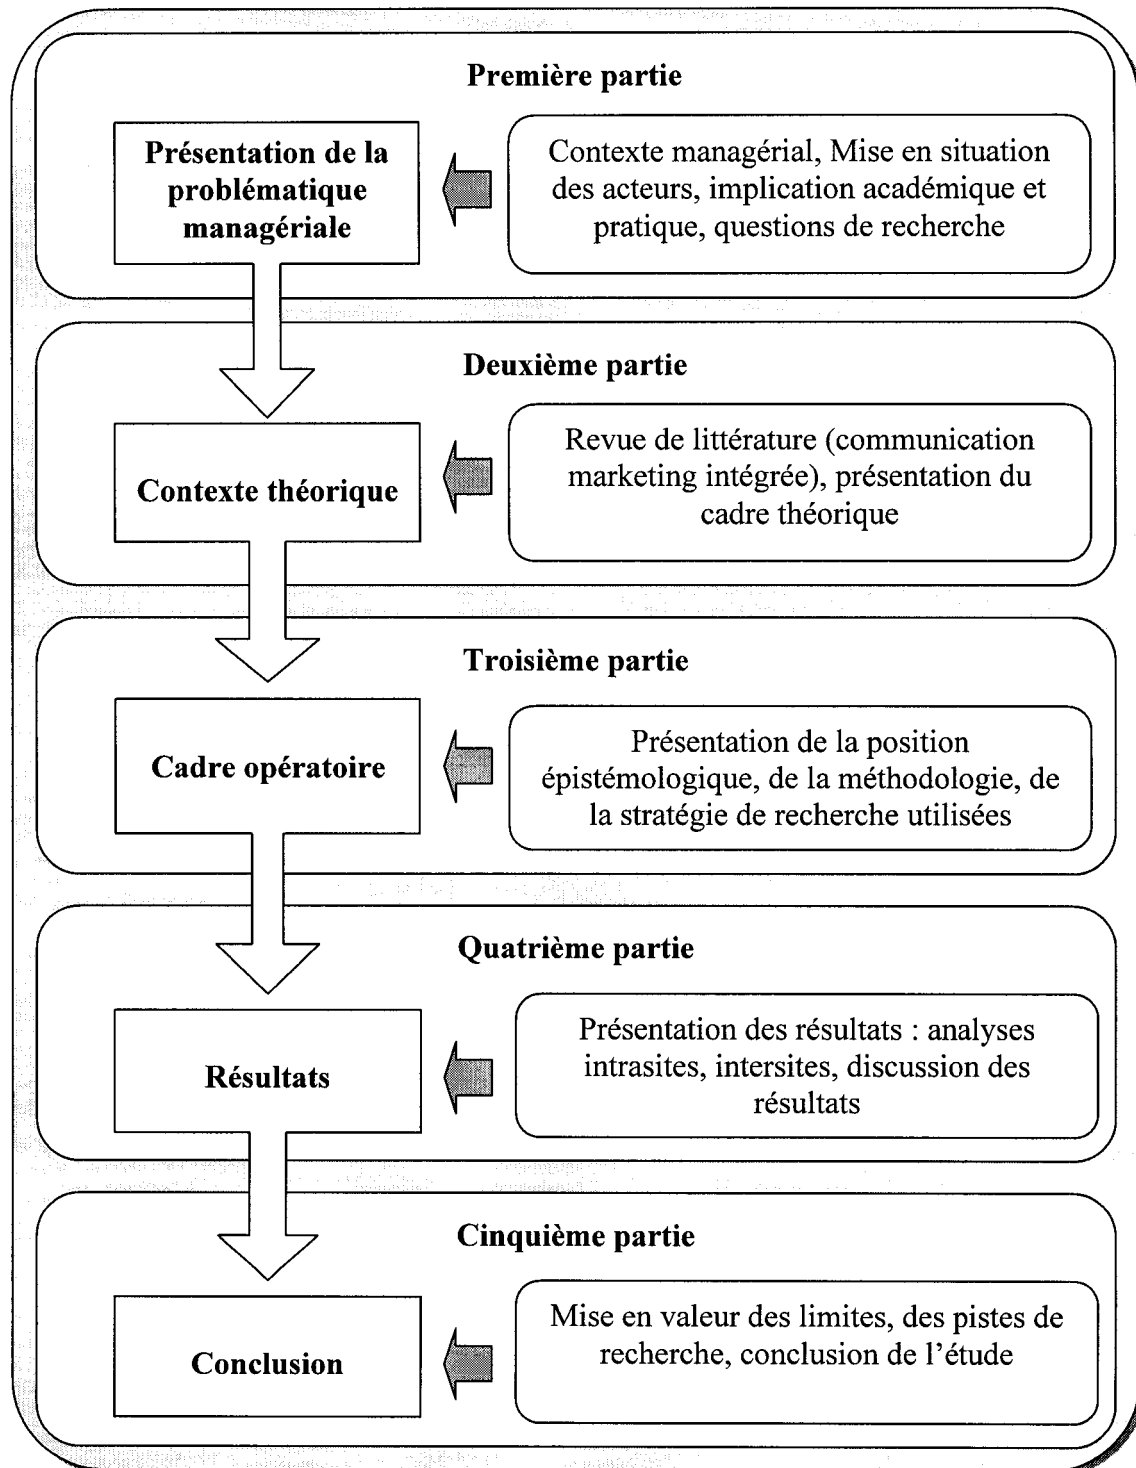 Première partie
Présentation de la
problématique
managériale
Contexte managérial, Mise en situation
des acteurs, implication académique et
pratique, questions de recherche
Deuxième partie
Contexte théorique
Revue de littérature (communication
marketing intégrée), présentation du
cadre théorique
Troisième partie
Cadre opératoire
Présentation de la position
épistémologique, de la méthodologie, de
la stratégie de recherche utilisées
Quatrième partie
Résultats
Présentation des résultats : analyses
intrasites, intersites, discussion des
résultats
Cinquième partie
Conclusion
Mise en valeur des limites, des pistes de
recherche, conclusion de l'étude